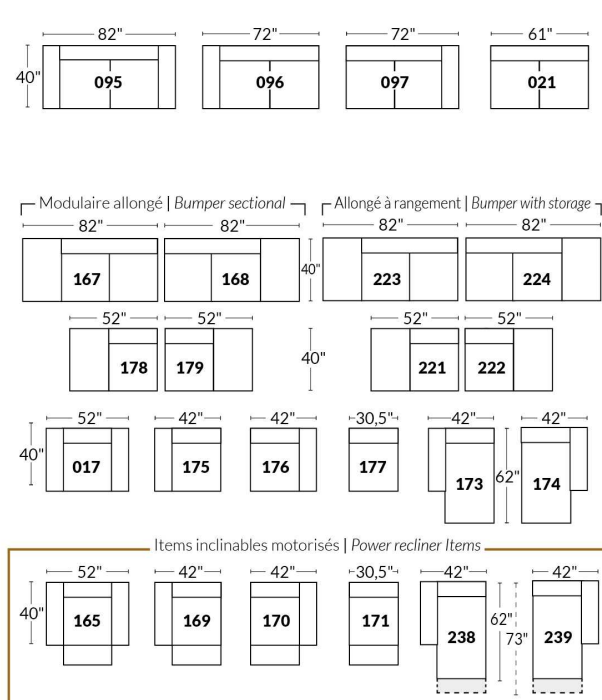 82" 72" 72" 61"
40" 095 096 097 021
Modulaire allongé | Bumper sectional Allongé à rangement | Bumper with storage
82" 82" 82" 82"
167 168 40" 223 224
52" 52" 52" 52"
178 179 40" 221 222
52" 42" 42" 30,5" 42" 42"
40" 017 175 176 177 173 62" 174
Items inclinables motorisés | Power recliner Items
52" 42" 42" 30,5" 42" 42"
40" 165 169 170 171 238 62" 73" 239